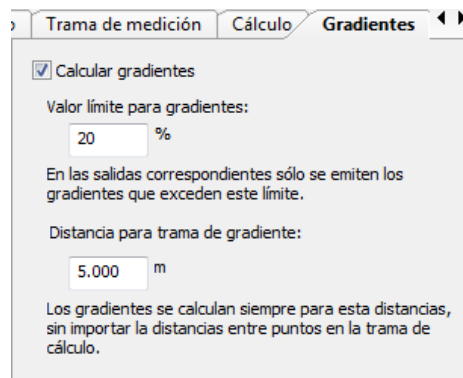 Trama de medición Cálculo Gradientes
Calcular gradientes
Valor límite para gradientes:
20 %
En las salidas correspondientes sólo se emiten los
gradientes que exceden este límite.
Distancia para trama de gradiente:
5.000 m
Los gradientes se calculan siempre para esta distancias,
sin importar la distancias entre puntos en la trama de
cálculo.